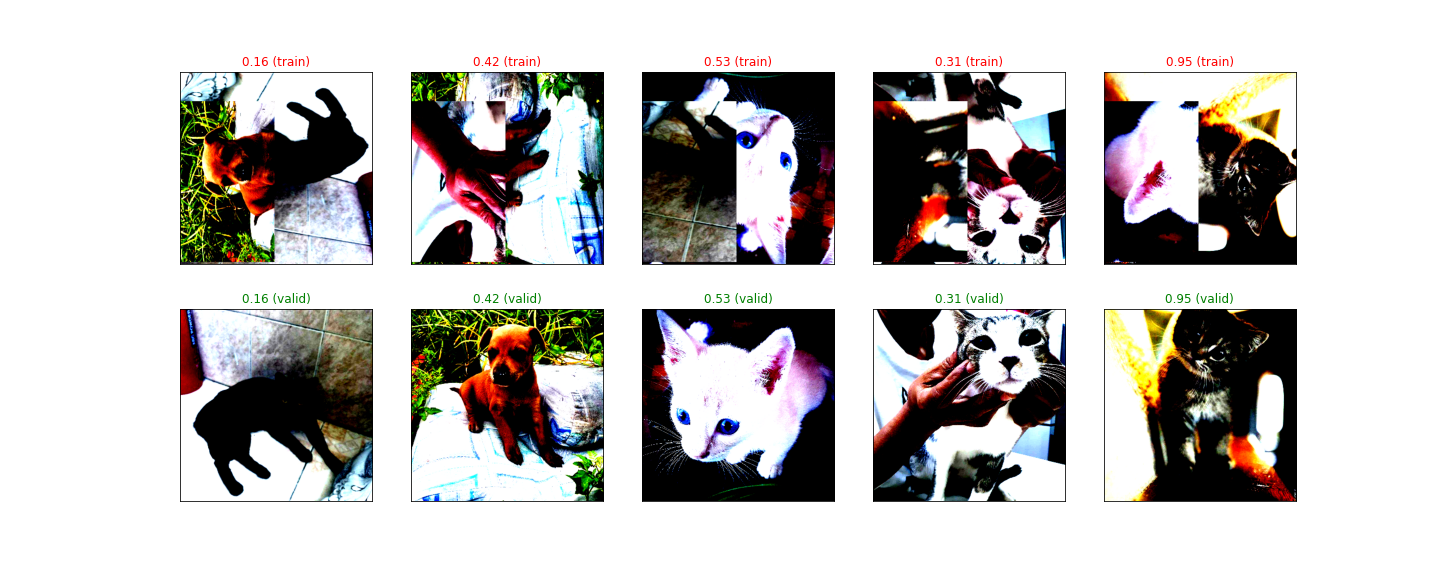 0.16 (train)
0.42 (train)
0.53 (train)
0.31 (train)
0.95 (train)
0.16 (valid)
0.42 (valid)
0.53 (valid)
0.31 (valid)
0.95 (valid)